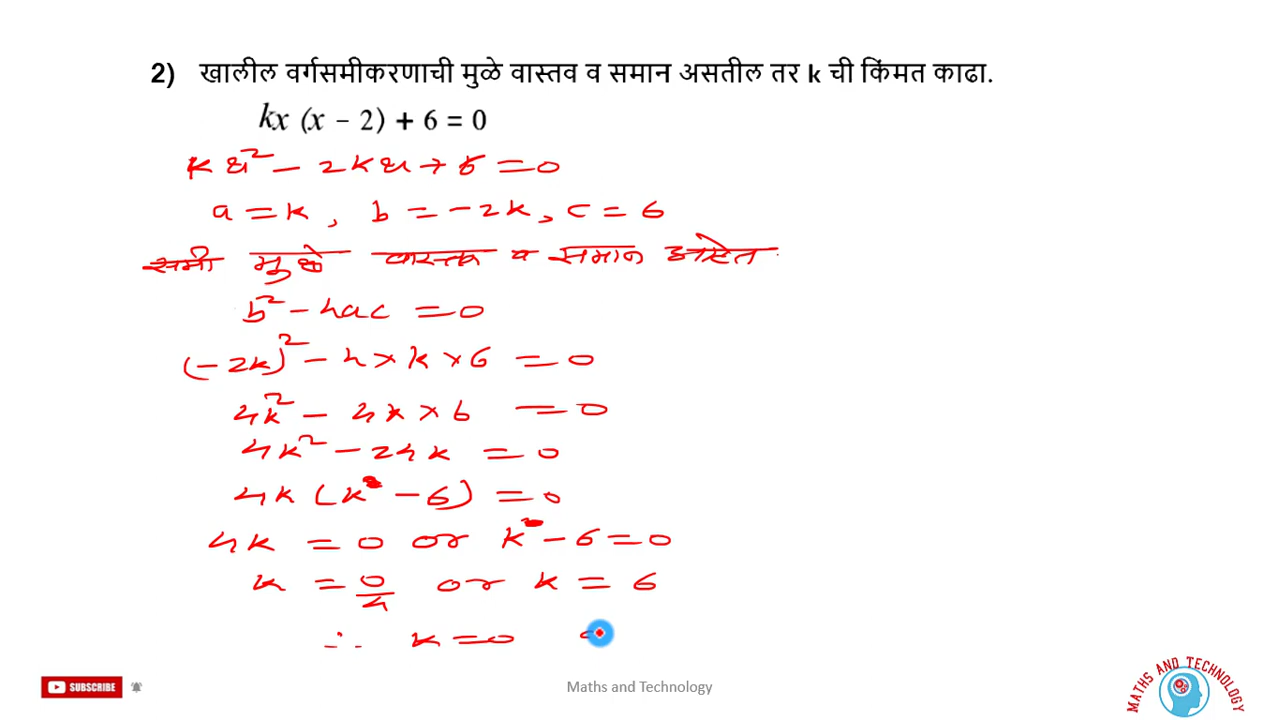 2) खालील वर्गसमीकरणाची मुळे वास्तव व समान असतील तर k ची किंमत काढा.
kx (x − 2) + 6 = 0
kx² − 2kx + 6 = 0
a = k, b = −2k, c = 6
समी मुळे वास्तव व समान आहेत
b² − 4ac = 0
(−2k)² − 4 × k × 6 = 0
4k² − 4k × 6 = 0
4k² − 24k = 0
4k (k − 6) = 0
4k = 0 or k − 6 = 0
k = 0/4 or k = 6
∴ k = 0
SUBSCRIBE
Maths and Technology
MATHS AND TECHNOLOGY